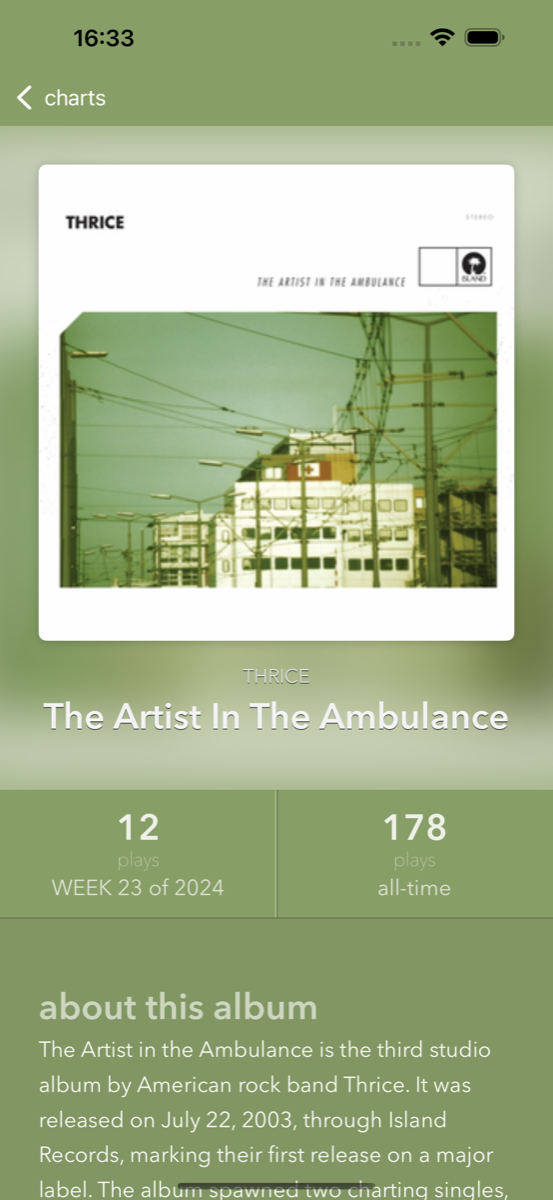 16:33
charts
THRICE
STEREO
THE ARTIST IN THE AMBULANCE
ISLAND
THRICE
The Artist In The Ambulance
12
plays
WEEK 23 of 2024
178
plays
all-time
about this album
The Artist in the Ambulance is the third studio
album by American rock band Thrice. It was
released on July 22, 2003, through Island
Records, marking their first release on a major
label. The album spawned two charting singles,